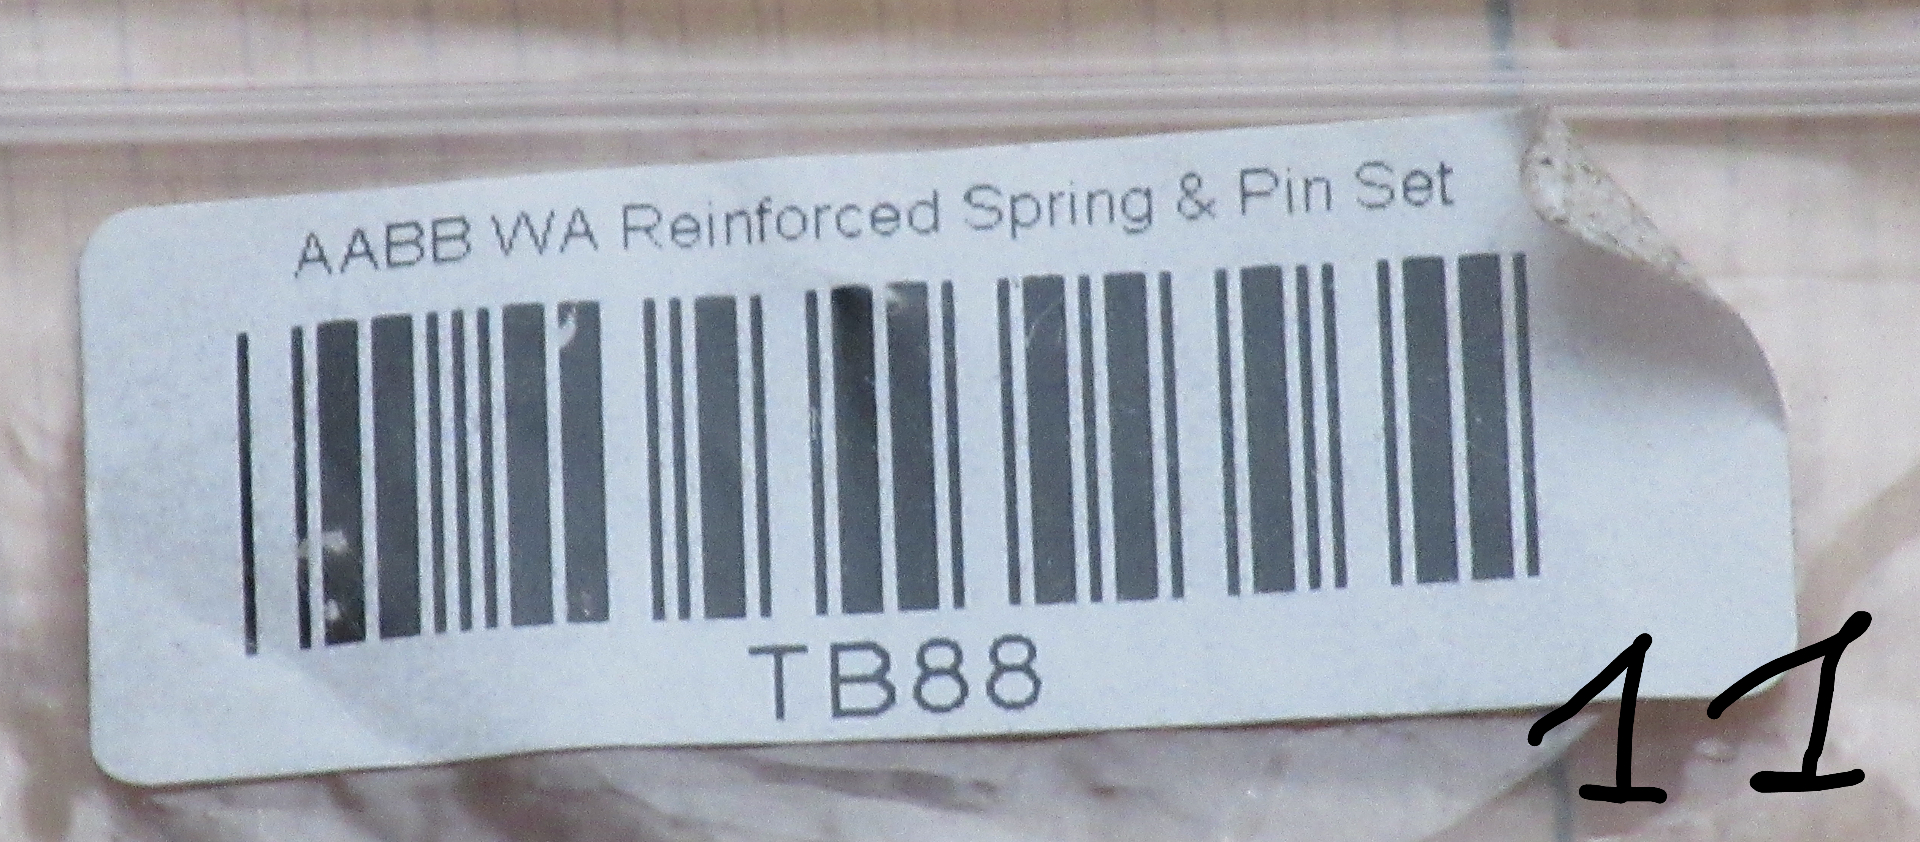 AABB WA Reinforced Spring & Pin Set
TB88
11